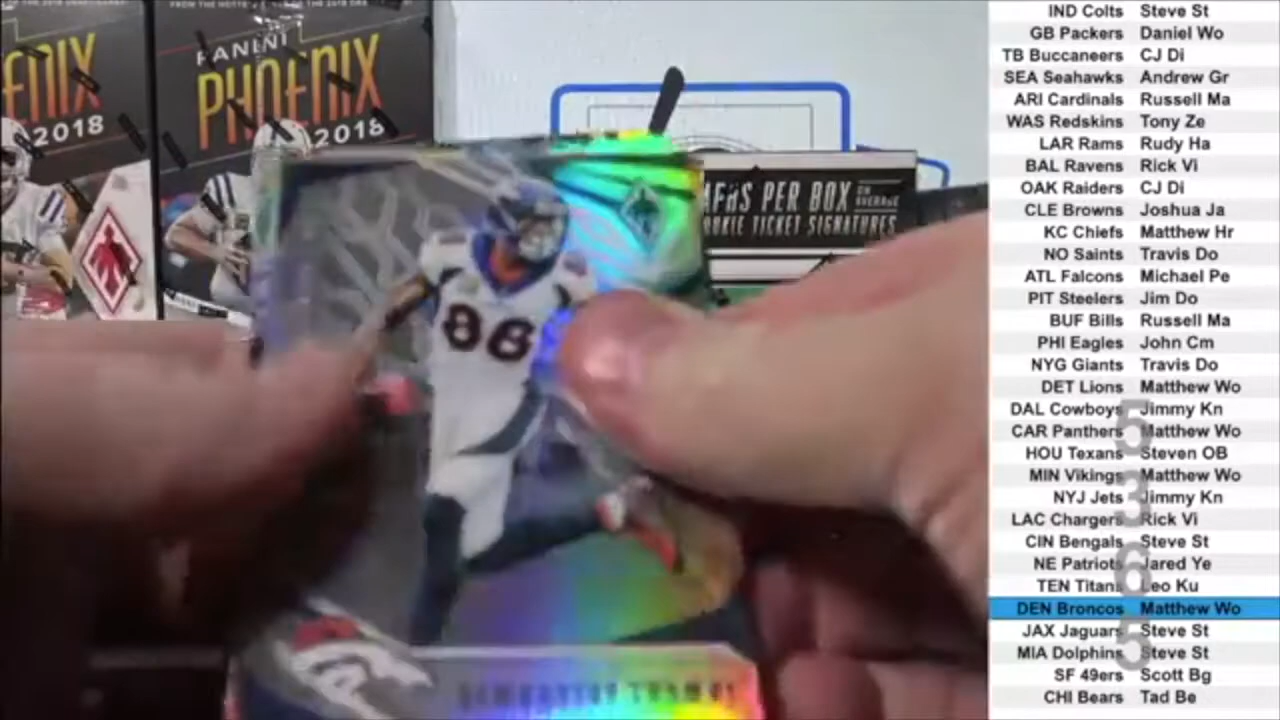 PANINI
PHOENIX
2018
ENIX
2018
PER BOX
ON AVERAGE
TICKET SIGNATURES
88
IND Colts Steve St
GB Packers Daniel Wo
TB Buccaneers CJ Di
SEA Seahawks Andrew Gr
ARI Cardinals Russell Ma
WAS Redskins Tony Ze
LAR Rams Rudy Ha
BAL Ravens Rick Vi
OAK Raiders CJ Di
CLE Browns Joshua Ja
KC Chiefs Matthew Hr
NO Saints Travis Do
ATL Falcons Michael Pe
PIT Steelers Jim Do
BUF Bills Russell Ma
PHI Eagles John Cm
NYG Giants Travis Do
DET Lions Matthew Wo
DAL Cowboys Jimmy Kn
CAR Panthers Matthew Wo
HOU Texans Steven OB
MIN Vikings Matthew Wo
NYJ Jets Jimmy Kn
LAC Chargers Rick Vi
CIN Bengals Steve St
NE Patriots Jared Ye
TEN Titans Leo Ku
DEN Broncos Matthew Wo
JAX Jaguars Steve St
MIA Dolphins Steve St
SF 49ers Scott Bg
CHI Bears Tad Be
5365